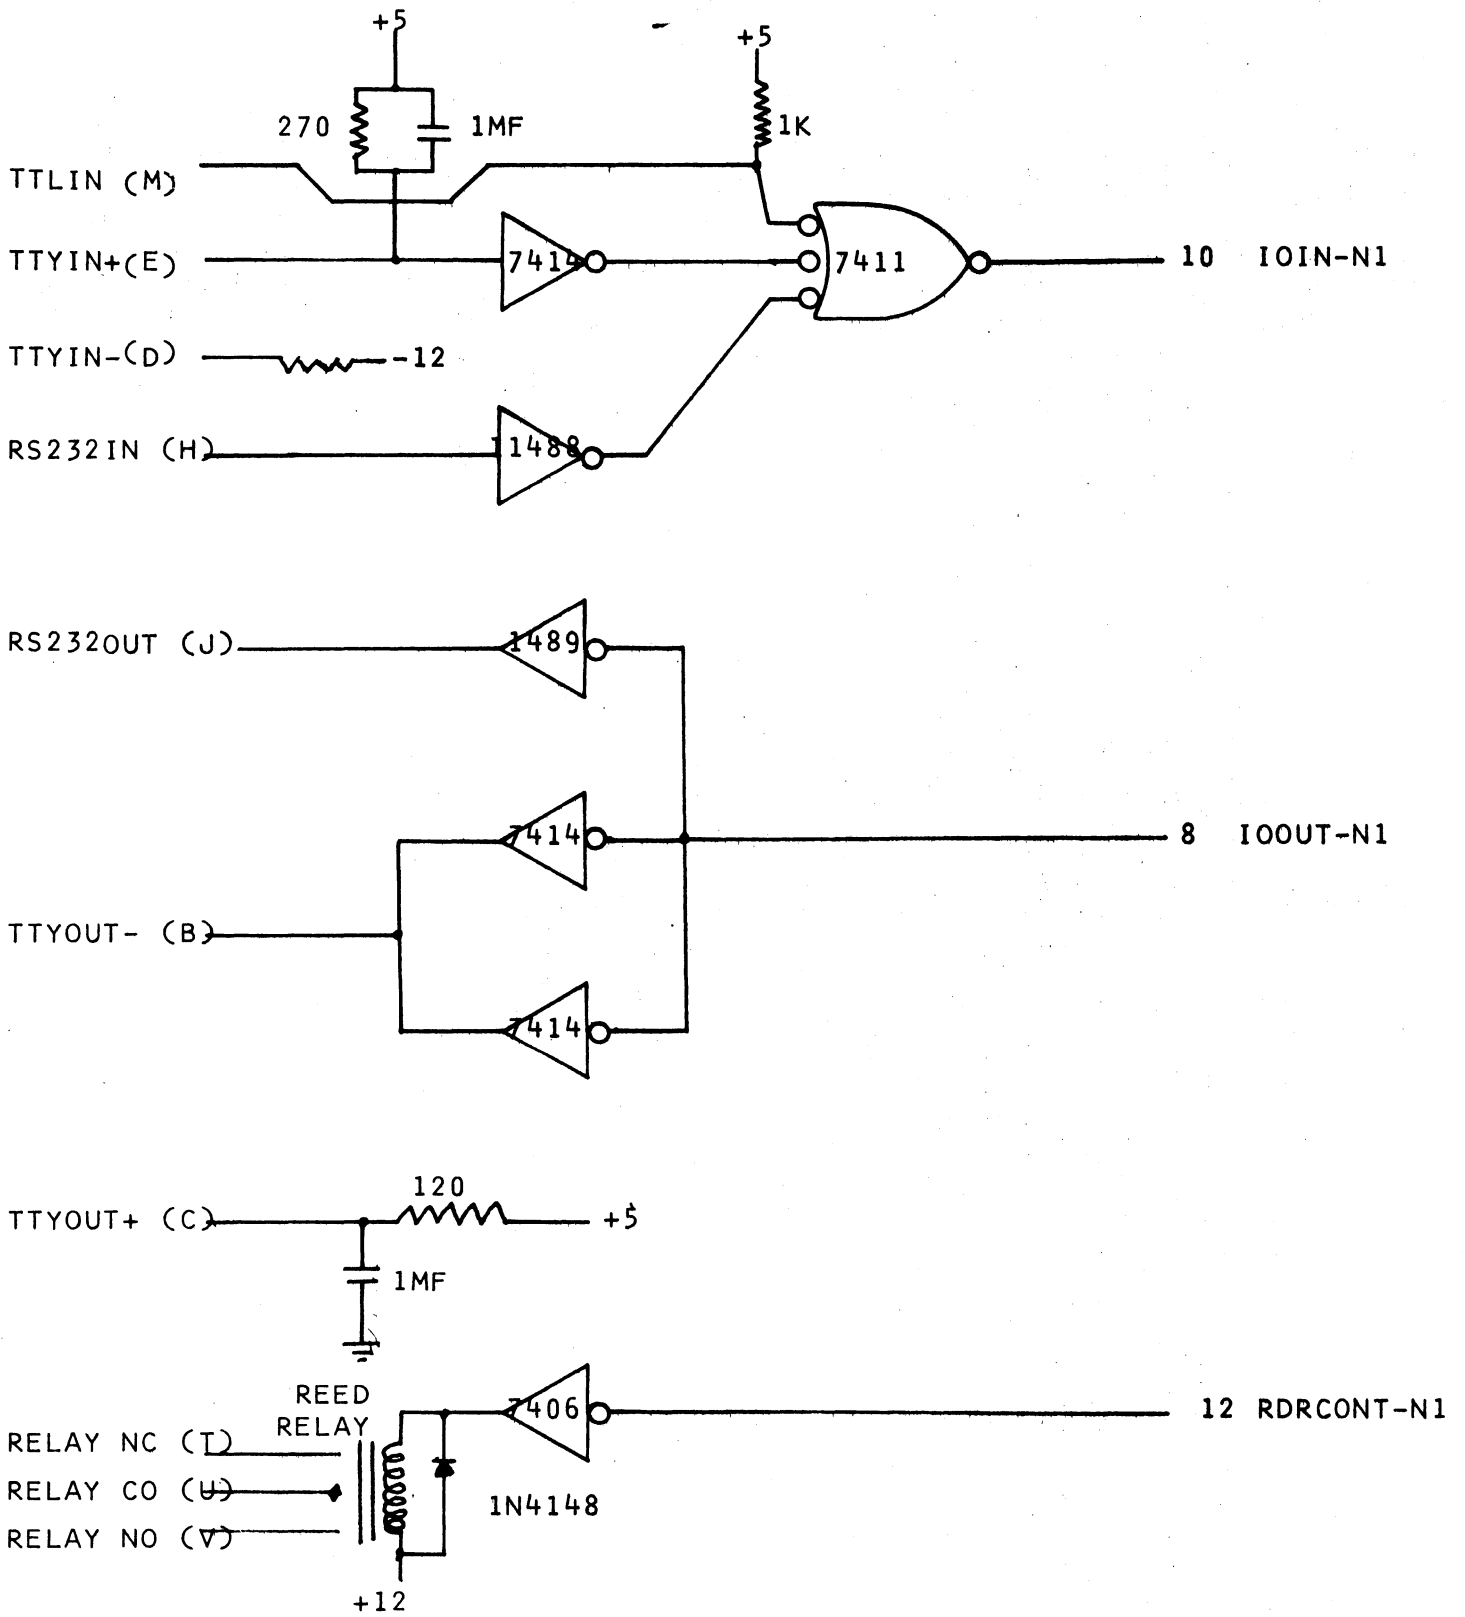 +5
+5
270
1MF
1K
TTLIN (M)
TTYIN+(E)
7414
7411
10 IOIN-N1
TTYIN-(D)
-12
RS232IN (H)
1488
RS232OUT (J)
1489
7414
8 IOOUT-N1
TTYOUT- (B)
7414
120
TTYOUT+ (C)
+5
1MF
REED
RELAY
7406
12 RDRCONT-N1
RELAY NC (T)
RELAY CO (U)
1N4148
RELAY NO (V)
+12